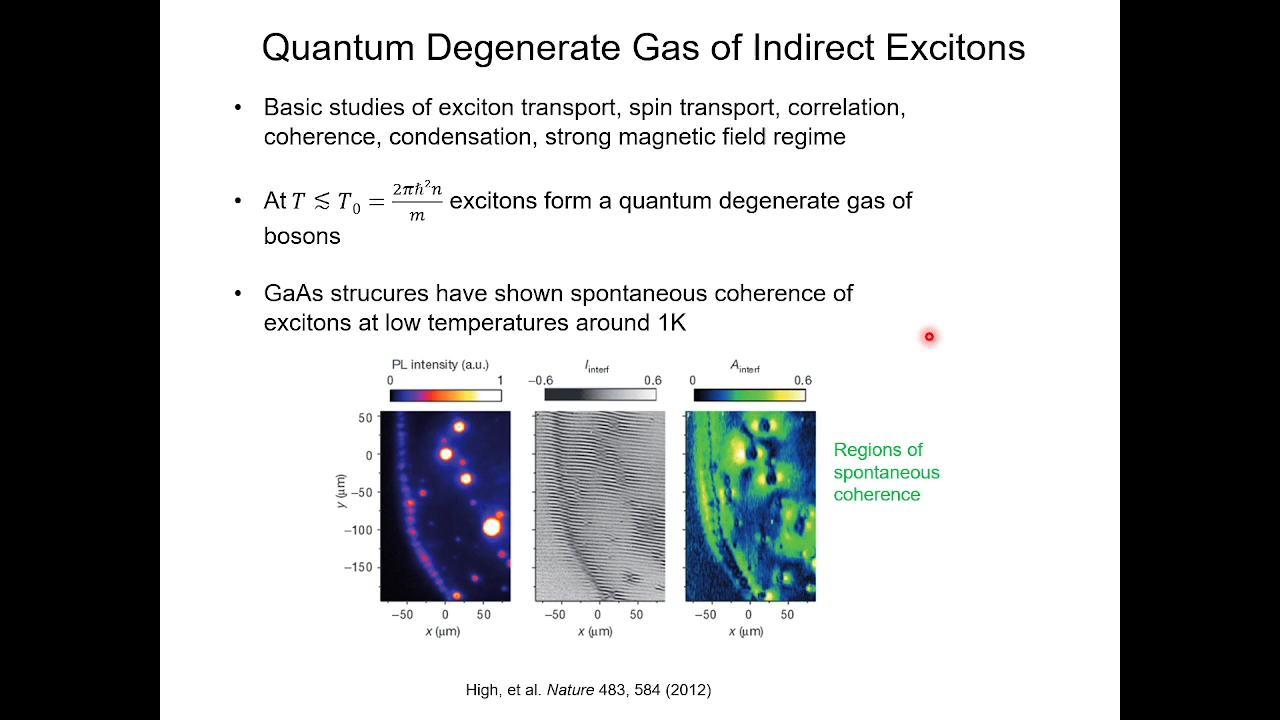 Quantum Degenerate Gas of Indirect Excitons
• Basic studies of exciton transport, spin transport, correlation,
coherence, condensation, strong magnetic field regime
• At T ≲ T₀ = 2πℏ²n/m excitons form a quantum degenerate gas of
bosons
• GaAs strucures have shown spontaneous coherence of
excitons at low temperatures around 1K
PL intensity (a.u.)
0 1
I interf
−0.6 0.6
A interf
0 0.6
50
0
−50
−100
−150
y (μm)
−50 0 50
x (μm)
−50 0 50
x (μm)
−50 0 50
x (μm)
Regions of
spontaneous
coherence
High, et al. Nature 483, 584 (2012)